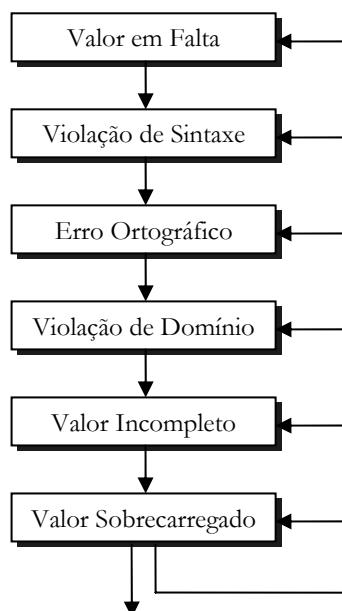 Valor em Falta
Violação de Sintaxe
Erro Ortográfico
Violação de Domínio
Valor Incompleto
Valor Sobrecarregado